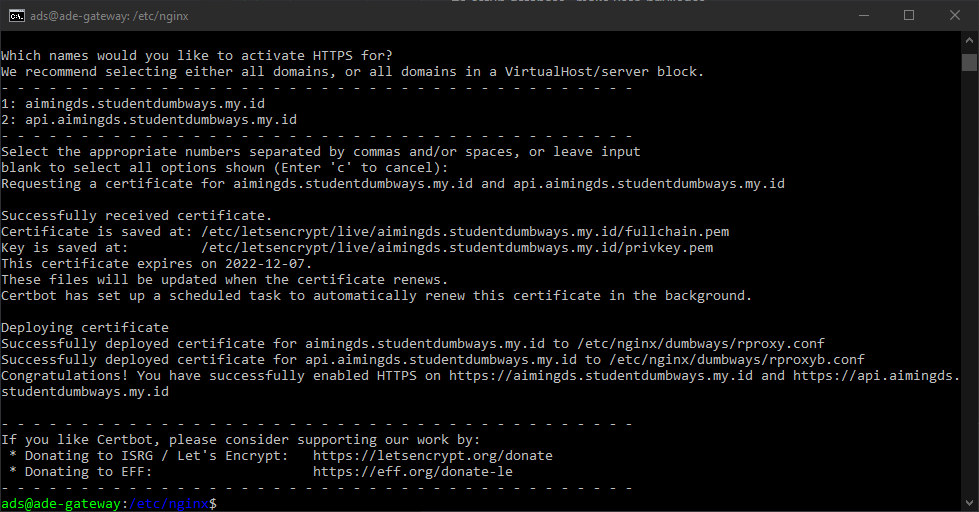 ads@ade-gateway: /etc/nginx
Which names would you like to activate HTTPS for?
We recommend selecting either all domains, or all domains in a VirtualHost/server block.
- - - - - - - - - - - - - - - - - - - - - - - - - - - - - - - - - - - - - - - -
1: aimingds.studentdumbways.my.id
2: api.aimingds.studentdumbways.my.id
- - - - - - - - - - - - - - - - - - - - - - - - - - - - - - - - - - - - - - - -
Select the appropriate numbers separated by commas and/or spaces, or leave input
blank to select all options shown (Enter 'c' to cancel):
Requesting a certificate for aimingds.studentdumbways.my.id and api.aimingds.studentdumbways.my.id
Successfully received certificate.
Certificate is saved at: /etc/letsencrypt/live/aimingds.studentdumbways.my.id/fullchain.pem
Key is saved at:         /etc/letsencrypt/live/aimingds.studentdumbways.my.id/privkey.pem
This certificate expires on 2022-12-07.
These files will be updated when the certificate renews.
Certbot has set up a scheduled task to automatically renew this certificate in the background.
Deploying certificate
Successfully deployed certificate for aimingds.studentdumbways.my.id to /etc/nginx/dumbways/rproxy.conf
Successfully deployed certificate for api.aimingds.studentdumbways.my.id to /etc/nginx/dumbways/rproxyb.conf
Congratulations! You have successfully enabled HTTPS on https://aimingds.studentdumbways.my.id and https://api.aimingds.
studentdumbways.my.id
- - - - - - - - - - - - - - - - - - - - - - - - - - - - - - - - - - - - - - - -
If you like Certbot, please consider supporting our work by:
 * Donating to ISRG / Let's Encrypt:   https://letsencrypt.org/donate
 * Donating to EFF:                    https://eff.org/donate-le
- - - - - - - - - - - - - - - - - - - - - - - - - - - - - - - - - - - - - - - -
ads@ade-gateway:/etc/nginx$